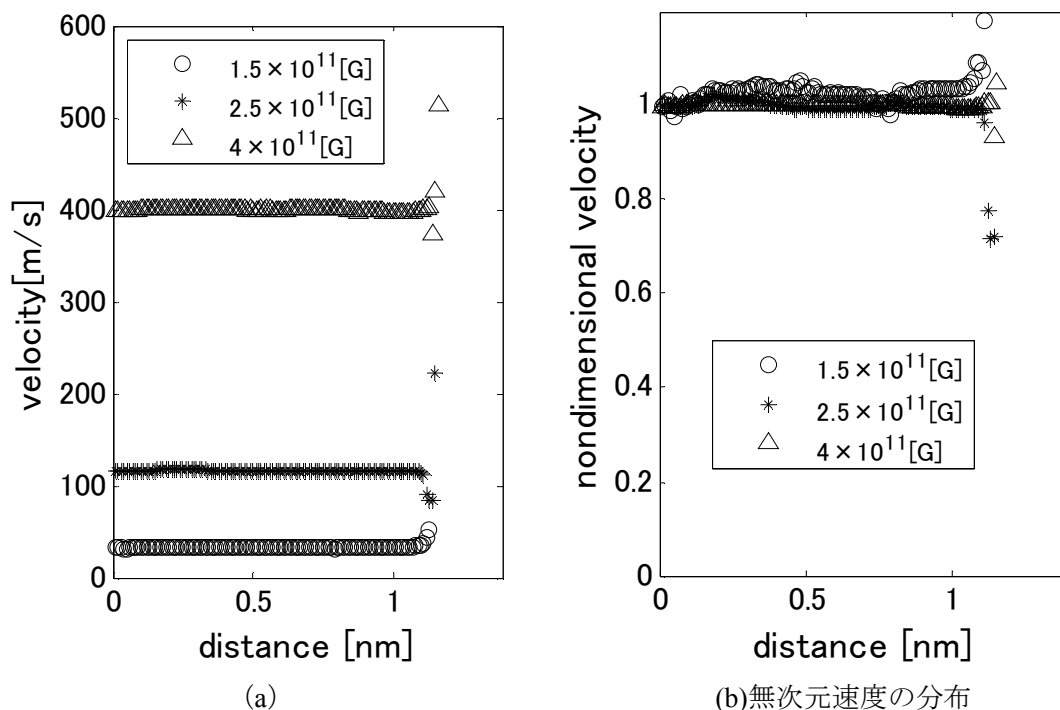 600
500
400
300
200
100
0
velocity[m/s]
1.5×10¹¹[G]
2.5×10¹¹[G]
4×10¹¹[G]
0 0.5 1
distance [nm]
(a)
1
0.8
0.6
0.4
0.2
0
nondimensional velocity
1.5×10¹¹[G]
2.5×10¹¹[G]
4×10¹¹[G]
0 0.5 1
distance [nm]
(b)無次元速度の分布